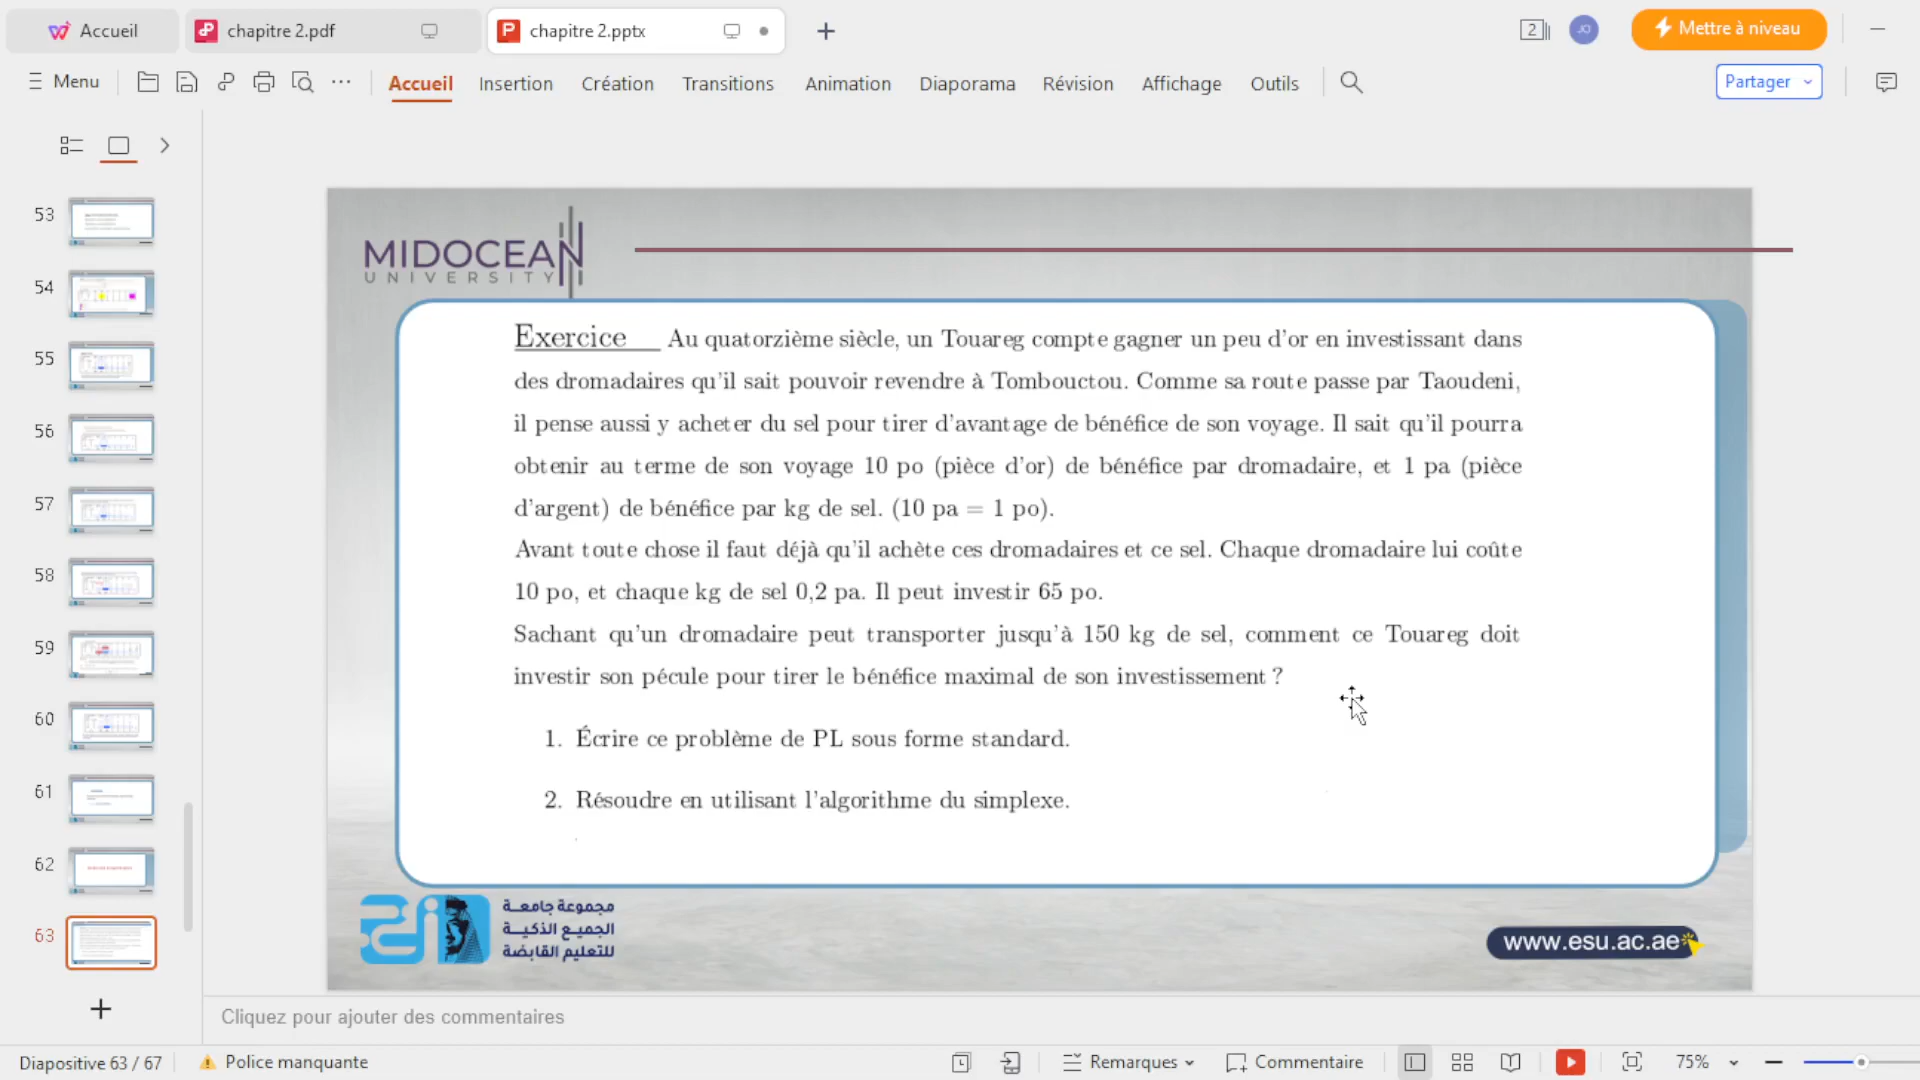 Accueil
chapitre 2.pdf
chapitre 2.pptx
2
JO
Mettre à niveau
Menu
Accueil
Insertion
Création
Transitions
Animation
Diaporama
Révision
Affichage
Outils
Partager
53
54
55
56
57
58
59
60
61
62
63
MIDOCEAN
UNIVERSITY
Exercice Au quatorzième siècle, un Touareg compte gagner un peu d'or en investissant dans
des dromadaires qu'il sait pouvoir revendre à Tombouctou. Comme sa route passe par Taoudeni,
il pense aussi y acheter du sel pour tirer d'avantage de bénéfice de son voyage. Il sait qu'il pourra
obtenir au terme de son voyage 10 po (pièce d'or) de bénéfice par dromadaire, et 1 pa (pièce
d'argent) de bénéfice par kg de sel. (10 pa = 1 po).
Avant toute chose il faut déjà qu'il achète ces dromadaires et ce sel. Chaque dromadaire lui coûte
10 po, et chaque kg de sel 0,2 pa. Il peut investir 65 po.
Sachant qu'un dromadaire peut transporter jusqu'à 150 kg de sel, comment ce Touareg doit
investir son pécule pour tirer le bénéfice maximal de son investissement ?
1. Écrire ce problème de PL sous forme standard.
2. Résoudre en utilisant l'algorithme du simplexe.
مجموعة جامعة
الجميع الذكية
للتعليم القابضة
www.esu.ac.ae
Cliquez pour ajouter des commentaires
Diapositive 63 / 67
Police manquante
Remarques
Commentaire
75%